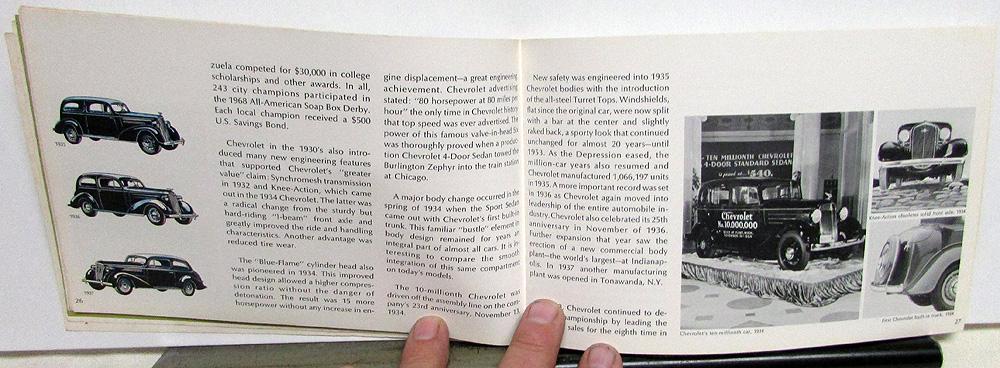 zuela competed for $30,000 in college
scholarships and other awards. In all,
243 city champions participated in
the 1968 All-American Soap Box Derby.
Each local champion received a $500
U.S. Savings Bond.
Chevrolet in the 1930's also intro-
duced many new engineering features
that supported Chevrolet's "greater
value" claim: Synchromesh transmission
in 1932 and Knee-Action, which came
out in the 1934 Chevrolet. The latter was
a radical change from the sturdy but
hard-riding "I-beam" front axle and
greatly improved the ride and handling
characteristics. Another advantage was
reduced tire wear.
The "Blue-Flame" cylinder head also
was pioneered in 1934. This improved
head design allowed a higher compres-
sion ratio without the danger of
detonation. The result was 15 more
horsepower without any increase in en-
1935
1936
1937
26
gine displacement—a great engineering
achievement. Chevrolet advertising
stated: "80 horsepower at 80 miles per
hour" the only time in Chevrolet history
that top speed was ever advertised. The
power of this famous valve-in-head Six
was thoroughly proved when a produc-
tion Chevrolet 4-Door Sedan towed the
Burlington Zephyr into the train station
at Chicago.
A major body change occurred in the
spring of 1934 when the Sport Sedan
came out with Chevrolet's first built-in
trunk. This familiar "bustle" element in
body design remained for years an
integral part of almost all cars. It is
interesting to compare the smooth
integration of this same compartment
on today's models.
The 10-millionth Chevrolet was
driven off the assembly line on the com-
pany's 23rd anniversary, November 13,
1934.
New safety was engineered into 1935
Chevrolet bodies with the introduction
of the all-steel Turret Tops. Windshields,
flat since the original car, were now split
with a bar at the center and slightly
raked back, a sporty look that continued
unchanged for almost 20 years—until
1953. As the Depression eased, the
million-car years also resumed and
Chevrolet manufactured 1,066,197 units
in 1935. A more important record was set
in 1936 as Chevrolet again moved into
leadership of the entire automobile in-
dustry. Chevrolet also celebrated its 25th
anniversary in November of 1936.
Further expansion that year saw the
erection of a new commercial body
plant—the world's largest—at Indianap-
olis. In 1937 another manufacturing
plant was opened in Tonawanda, N.Y.
Chevrolet continued to de-
ampionship by leading the
sales for the eighth time in
TEN MILLIONTH CHEVROLET
4-DOOR STANDARD SEDAN
$540.
Chevrolet
No. 10,000,000
Chevrolet's ten-millionth car, 1934
Knee-Action obsoletes solid front axle, 1934
First Chevrolet built-in trunk, 1934
27